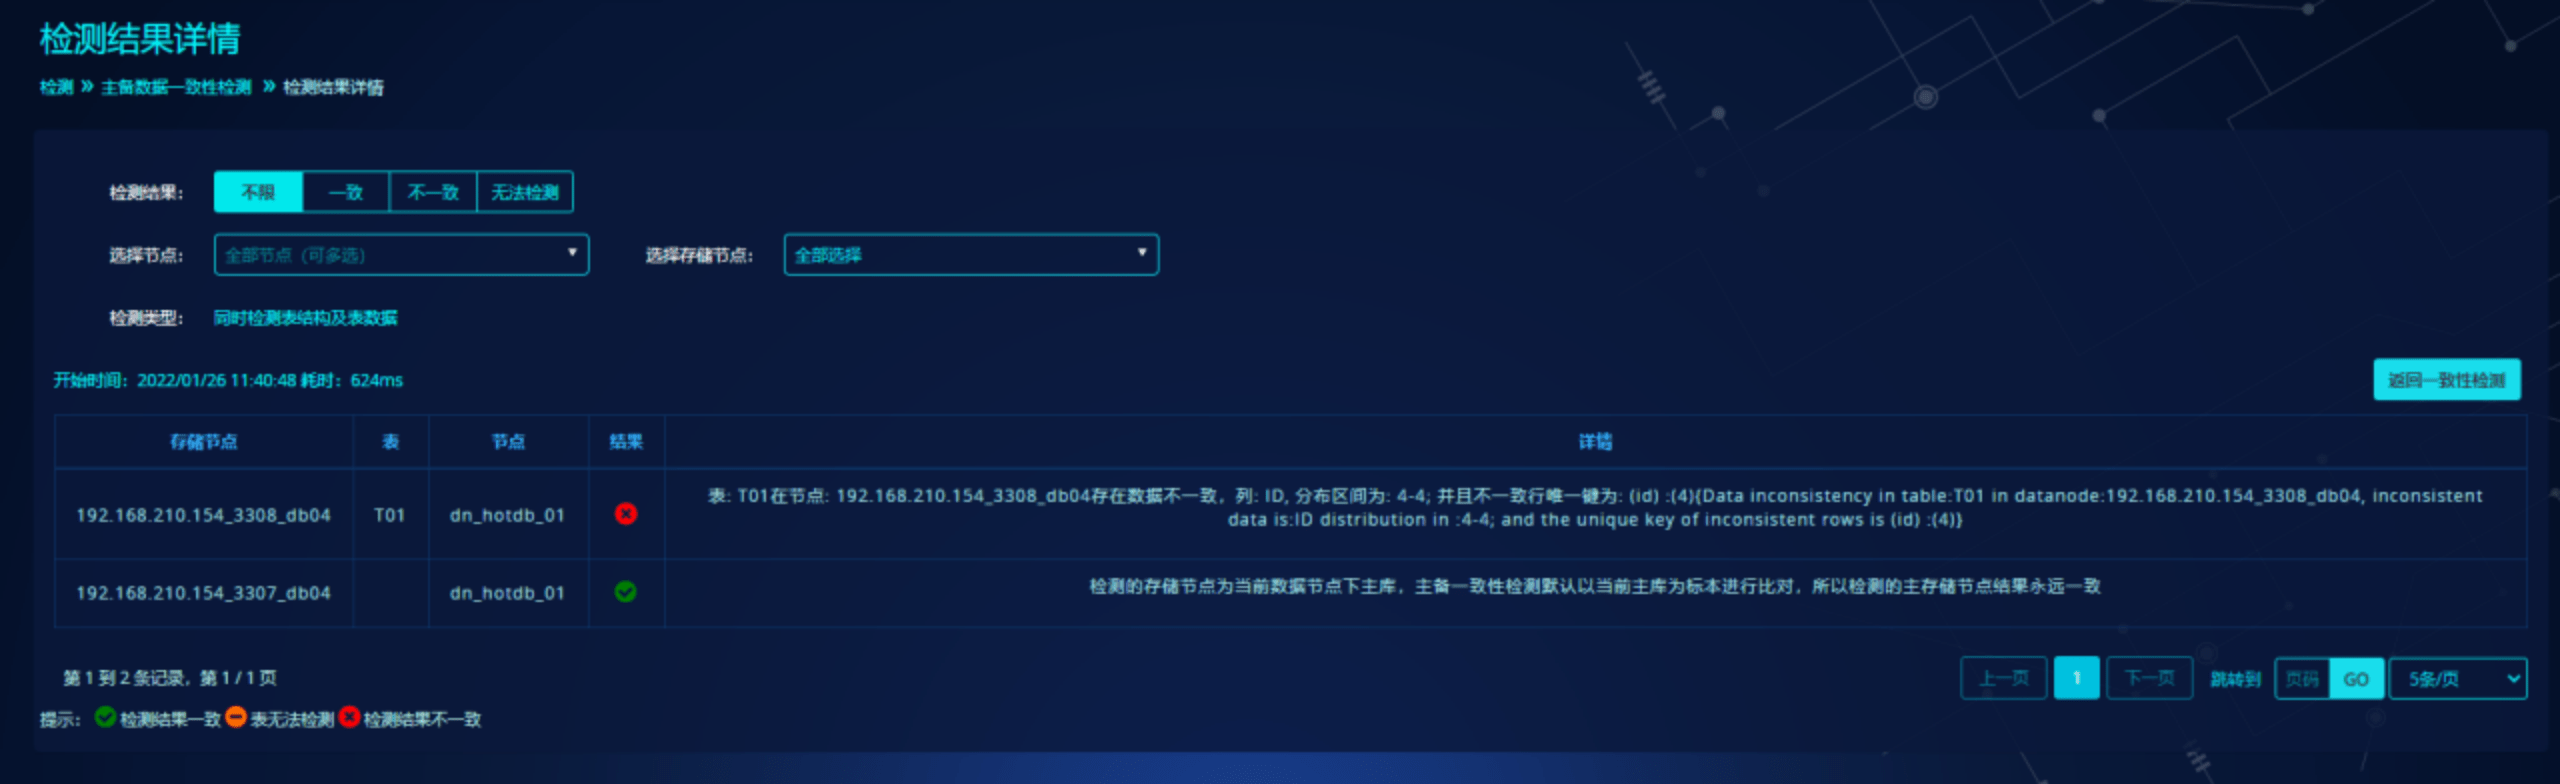 检测结果详情
检测 » 主备数据一致性检测 » 检测结果详情
检测结果： 不限 一致 不一致 无法检测
选择节点： 全部节点（可多选） 选择存储节点： 全部选择
检测类型： 同时检测表结构及表数据
开始时间：2022/01/26 11:40:48 耗时：624ms 返回一致性检测
存储节点 表 节点 结果 详情
表: T01在节点: 192.168.210.154_3308_db04存在数据不一致，列: ID, 分布区间为: 4-4; 并且不一致行唯一键为: (id) :(4){Data inconsistency in table:T01 in datanode:192.168.210.154_3308_db04, inconsistent
192.168.210.154_3308_db04 T01 dn_hotdb_01
data is:ID distribution in :4-4; and the unique key of inconsistent rows is (id) :(4)}
192.168.210.154_3307_db04 dn_hotdb_01 检测的存储节点为当前数据节点下主库，主备一致性检测默认以当前主库为标本进行比对，所以检测的主存储节点结果永远一致
第 1 到 2 条记录，第 1 / 1 页 上一页 1 下一页 跳转到 页码 GO 5条/页
提示： 检测结果一致 表无法检测 检测结果不一致